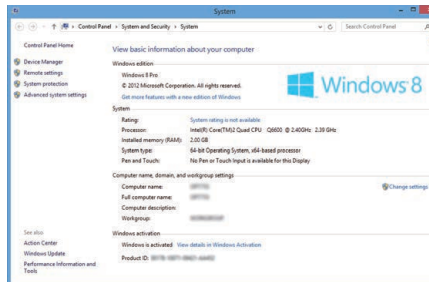 System
Control Panel
System and Security
System
Search Control Panel
Control Panel Home
Device Manager
Remote settings
System protection
Advanced system settings
View basic information about your computer
Windows edition
Windows 8 Pro
© 2012 Microsoft Corporation. All rights reserved.
Get more features with a new edition of Windows
Windows 8
System
Rating: System rating is not available
Processor: Intel(R) Core(TM)2 Quad CPU Q6600 @ 2.40GHz 2.39 GHz
Installed memory (RAM): 2.00 GB
System type: 64-bit Operating System, x64-based processor
Pen and Touch: No Pen or Touch Input is available for this Display
Computer name, domain, and workgroup settings
Computer name:
Change settings
Full computer name:
Computer description:
Workgroup:
Windows activation
Windows is activated View details in Windows Activation
Product ID:
See also
Action Center
Windows Update
Performance Information and
Tools